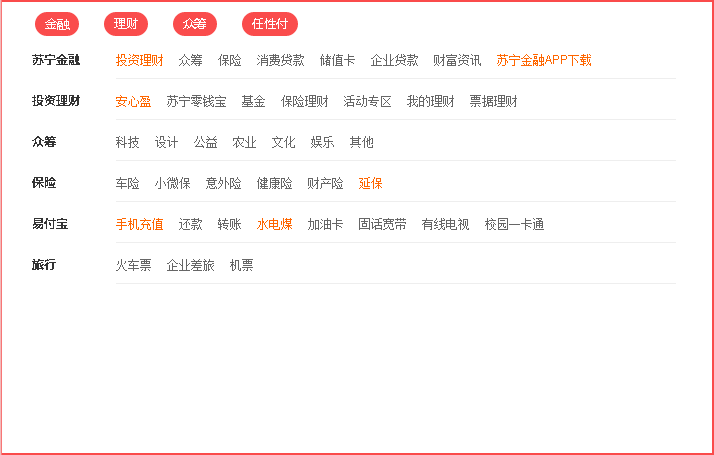 金融 理财 众筹 任性付
苏宁金融 投资理财 众筹 保险 消费贷款 储值卡 企业贷款 财富资讯 苏宁金融APP下载
投资理财 安心盈 苏宁零钱宝 基金 保险理财 活动专区 我的理财 票据理财
众筹 科技 设计 公益 农业 文化 娱乐 其他
保险 车险 小微保 意外险 健康险 财产险 延保
易付宝 手机充值 还款 转账 水电煤 加油卡 固话宽带 有线电视 校园一卡通
旅行 火车票 企业差旅 机票